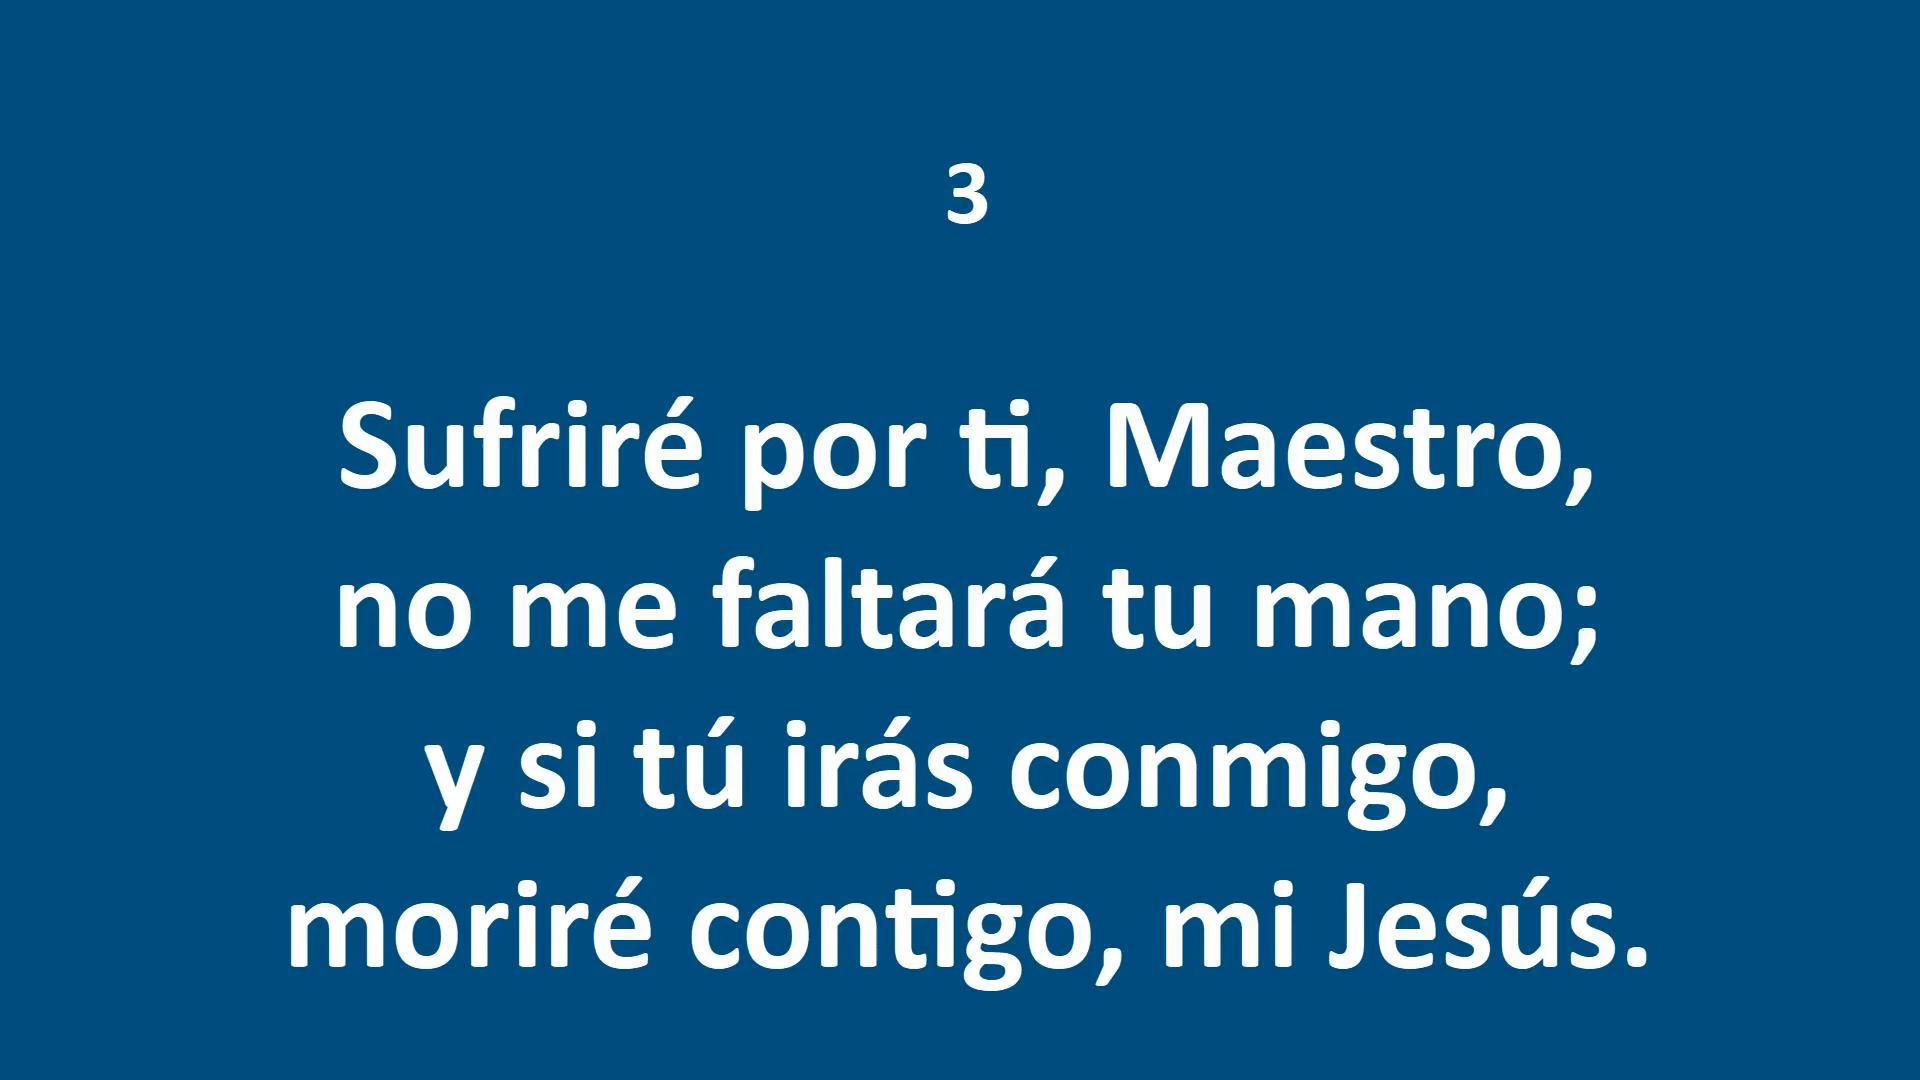 3
Sufriré por ti, Maestro,
no me faltará tu mano;
y si tú irás conmigo,
moriré contigo, mi Jesús.